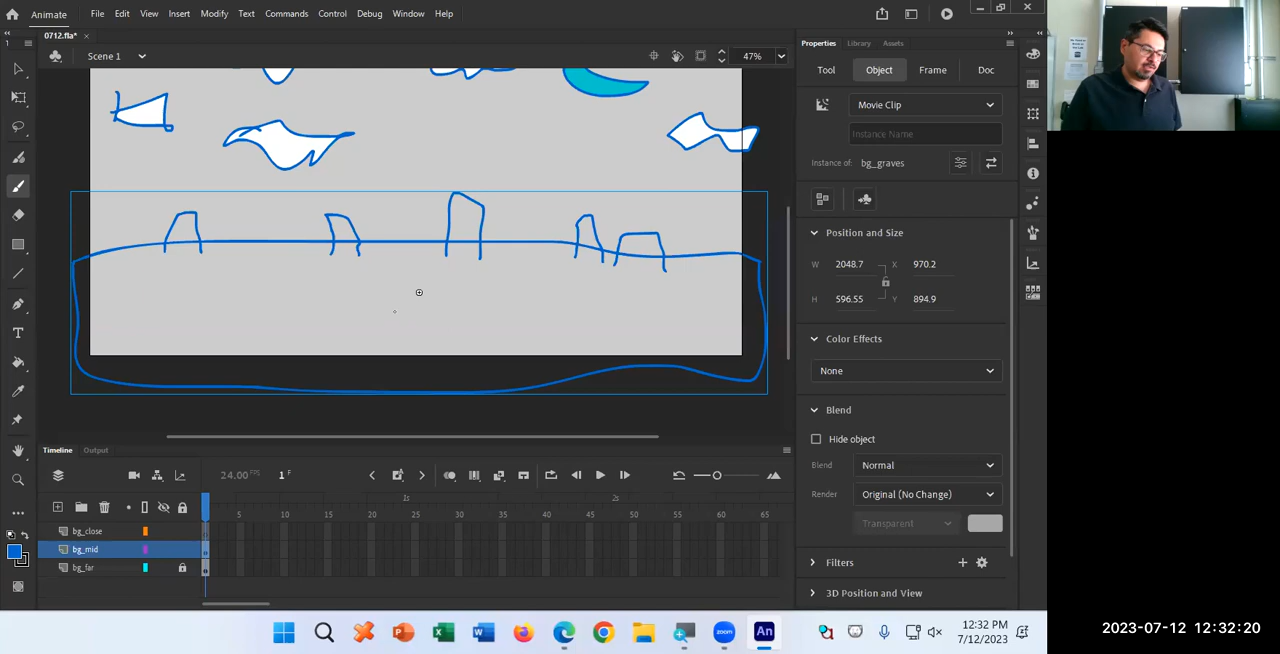 Animate
File
Edit
View
Insert
Modify
Text
Commands
Control
Debug
Window
Help
0712.fla*
Scene 1
47%
Properties
Library
Assets
Tool
Object
Frame
Doc
Movie Clip
Instance Name
Instance of:
bg_graves
Position and Size
W
2048.7
X
970.2
H
596.55
Y
894.9
Color Effects
None
Blend
Hide object
Blend
Normal
Render
Original (No Change)
Transparent
Filters
3D Position and View
Timeline
Output
24.00 FPS
1 F
1s
2s
5
10
15
20
25
30
35
40
45
50
55
60
65
bg_close
bg_mid
bg_far
zoom
An
12:32 PM
7/12/2023
2023-07-12 12:32:20